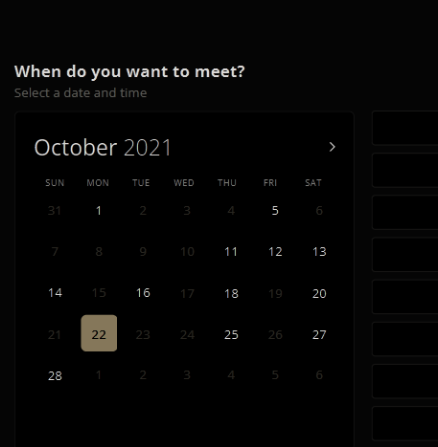 When do you want to meet?
Select a date and time
October 2021 >
SUN MON TUE WED THU FRI SAT
31 1 2 3 4 5 6
7 8 9 10 11 12 13
14 15 16 17 18 19 20
21 22 23 24 25 26 27
28 1 2 3 4 5 6